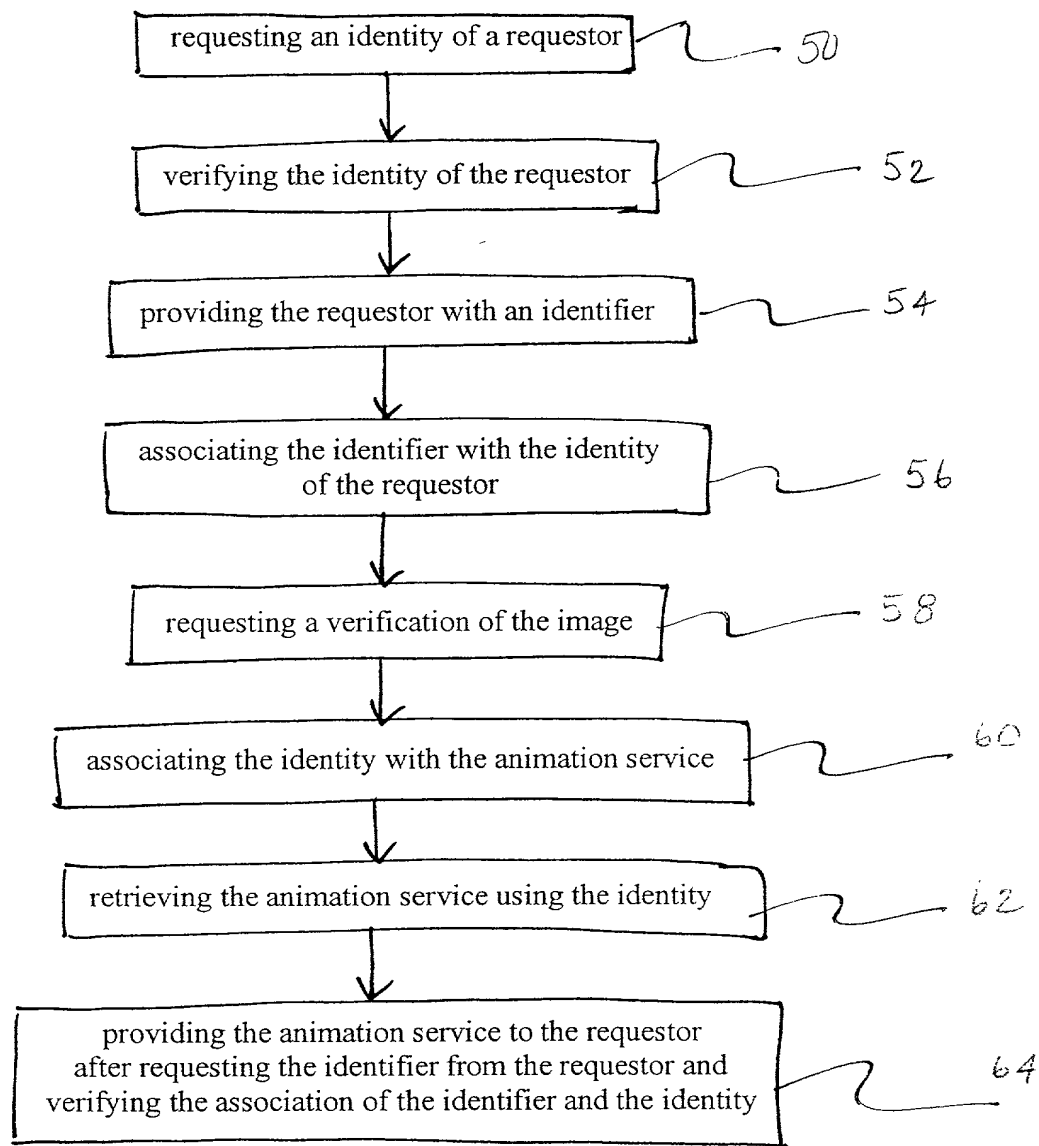 requesting an identity of a requestor
50
verifying the identity of the requestor
52
providing the requestor with an identifier
54
associating the identifier with the identity
of the requestor
56
requesting a verification of the image
58
associating the identity with the animation service
60
retrieving the animation service using the identity
62
providing the animation service to the requestor
after requesting the identifier from the requestor and
verifying the association of the identifier and the identity
64